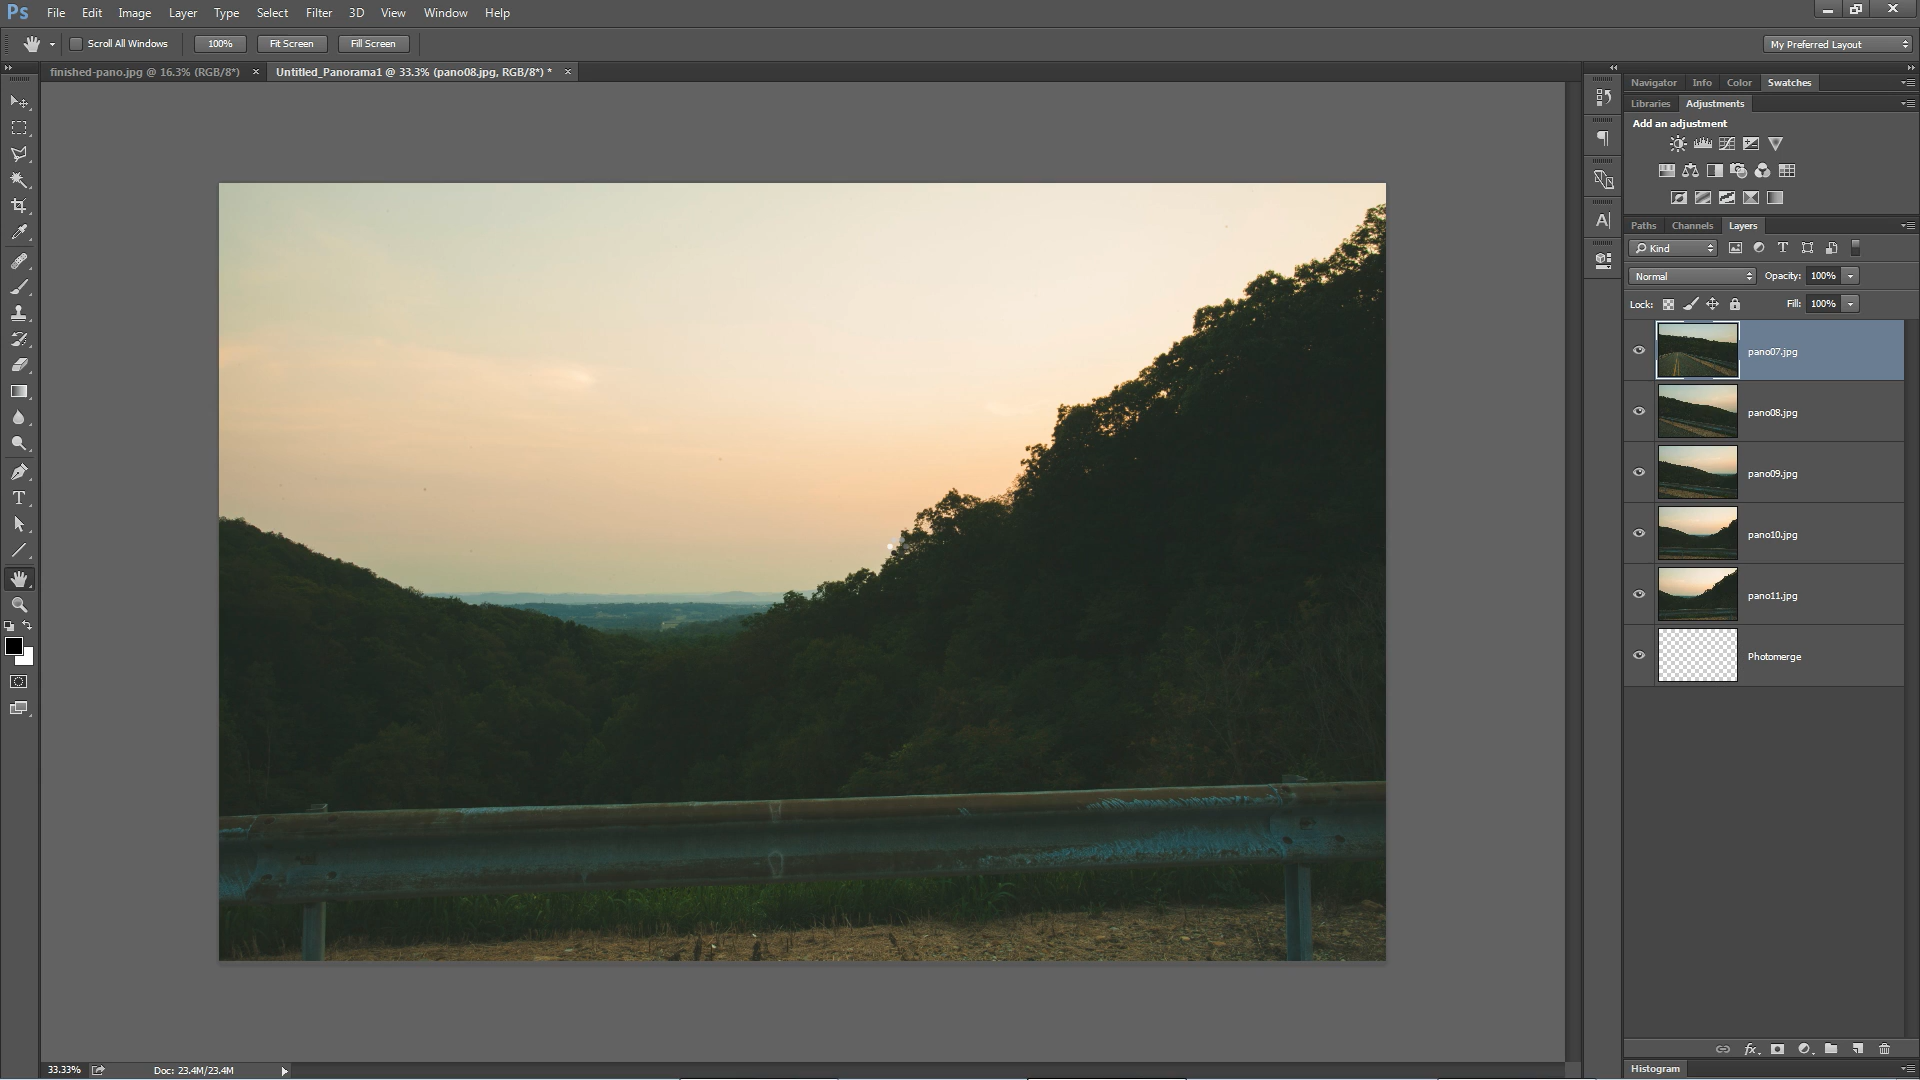 Ps File Edit Image Layer Type Select Filter 3D View Window Help
Scroll All Windows 100% Fit Screen Fill Screen My Preferred Layout
finished-pano.jpg @ 16.3% (RGB/8*) × Untitled_Panorama1 @ 33.3% (pano08.jpg, RGB/8*) * ×
Navigator Info Color Swatches
Libraries Adjustments
Add an adjustment
Paths Channels Layers
Kind
Normal Opacity: 100%
Lock: Fill: 100%
pano07.jpg
pano08.jpg
pano09.jpg
pano10.jpg
pano11.jpg
Photomerge
33.33% Doc: 23.4M/23.4M
Histogram